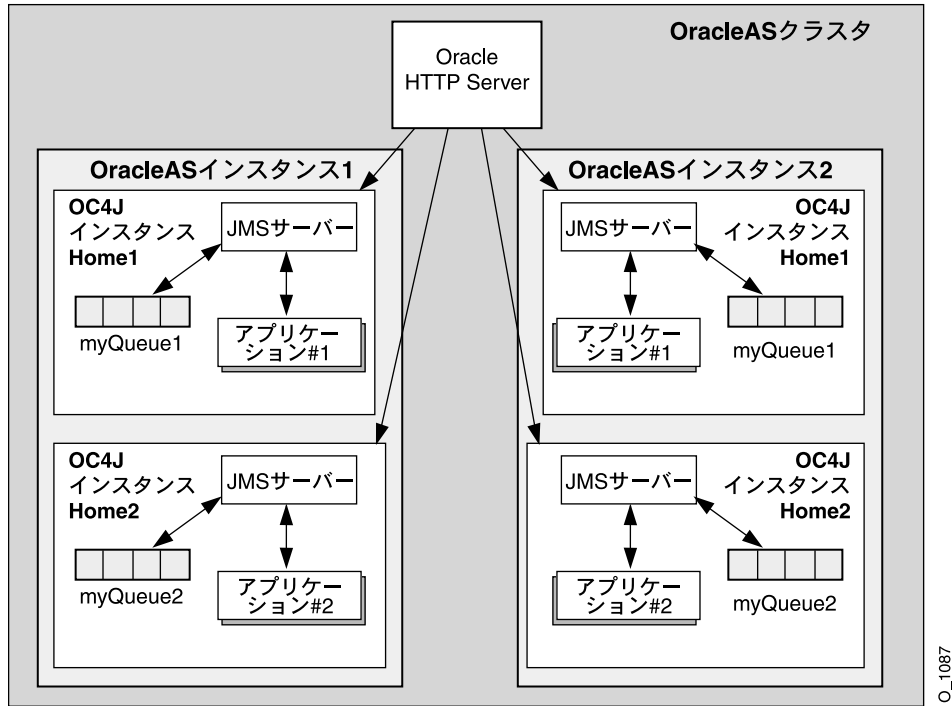 OracleASクラスタ
Oracle
HTTP Server
OracleASインスタンス1
OC4J
インスタンス
Home1
JMSサーバー
myQueue1
アプリケー
ション#1
OC4J
インスタンス
Home2
JMSサーバー
myQueue2
アプリケー
ション#2
OracleASインスタンス2
JMSサーバー
OC4J
インスタンス
Home1
アプリケー
ション#1
myQueue1
JMSサーバー
OC4J
インスタンス
Home2
アプリケー
ション#2
myQueue2
O_1087